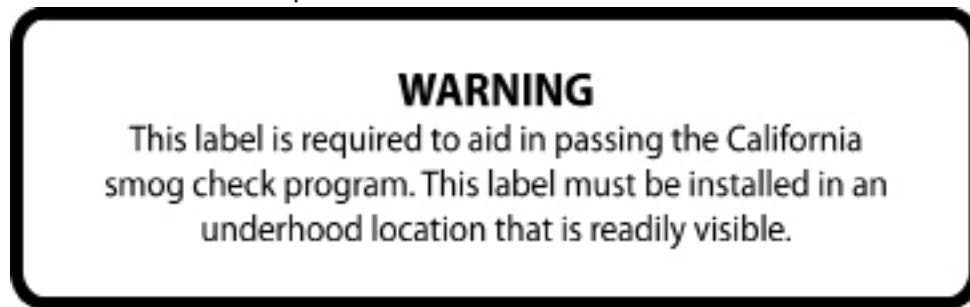 WARNING
This label is required to aid in passing the California
smog check program. This label must be installed in an
underhood location that is readily visible.